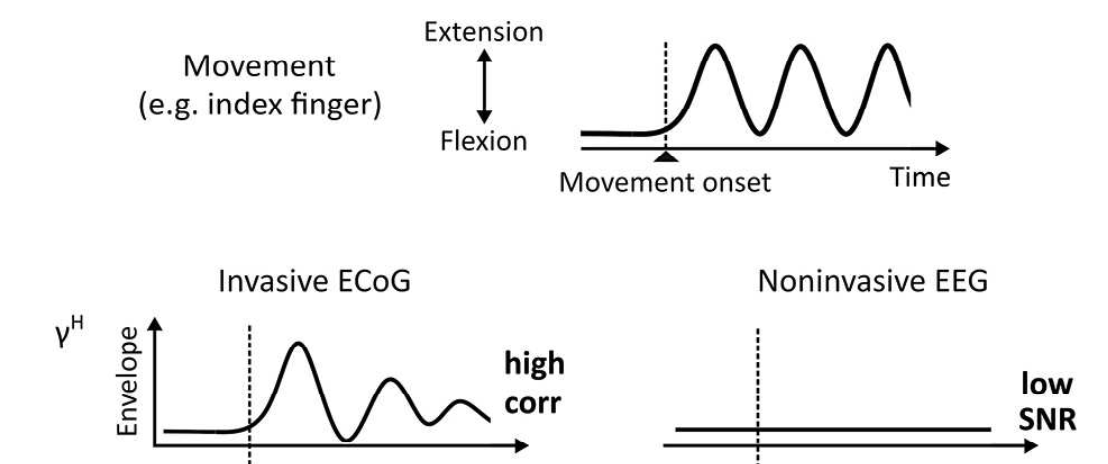 Extension
Movement
(e.g. index finger)
Flexion
Movement onset
Time
Invasive ECoG
Noninvasive EEG
γᴴ
Envelope
high
corr
low
SNR